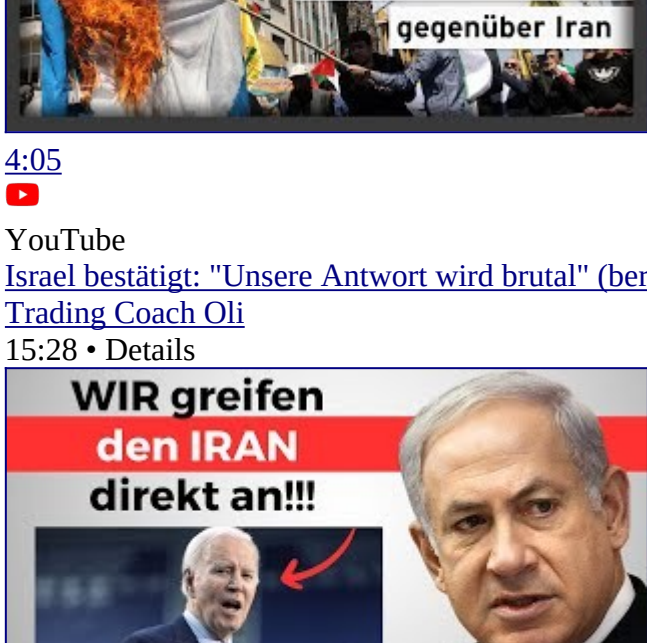 gegenüber Iran
4:05
YouTube
Israel bestätigt: "Unsere Antwort wird brutal" (ber
Trading Coach Oli
15:28 • Details
WIR greifen
den IRAN
direkt an!!!